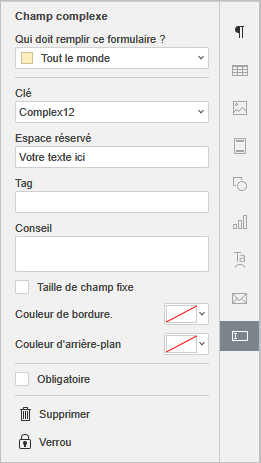 Champ complexe
Qui doit remplir ce formulaire ?
Tout le monde
Clé
Complex12
Espace réservé
Votre texte ici
Tag
Conseil
Taille de champ fixe
Couleur de bordure.
Couleur d'arrière-plan
Obligatoire
Supprimer
Verrou
Ta